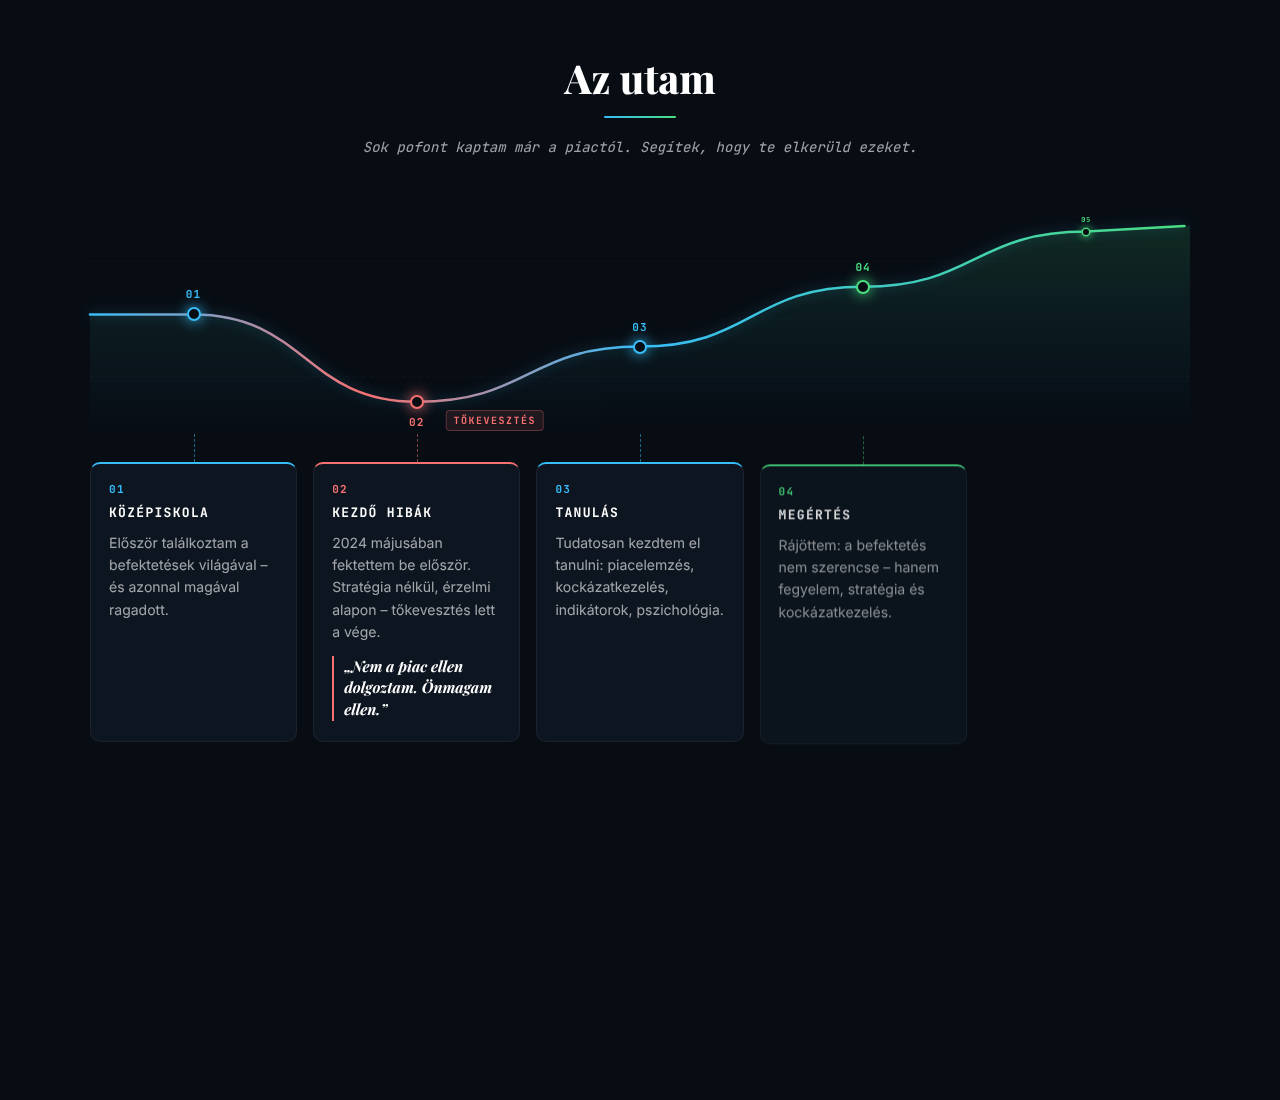 Az utam
Sok pofont kaptam már a piactól. Segítek, hogy te elkerüld ezeket.
05
04
01
03
02
TŐKEVESZTÉS
01
KÖZÉPISKOLA
Először találkoztam a
befektetések világával –
és azonnal magával
ragadott.
02
KEZDŐ HIBÁK
2024 májusában
fektettem be először.
Stratégia nélkül, érzelmi
alapon – tőkevesztés lett
a vége.
„Nem a piac ellen
dolgoztam. Önmagam
ellen.”
03
TANULÁS
Tudatosan kezdtem el
tanulni: piacelemzés,
kockázatkezelés,
indikátorok, pszichológia.
04
MEGÉRTÉS
Rájöttem: a befektetés
nem szerencse – hanem
fegyelem, stratégia és
kockázatkezelés.